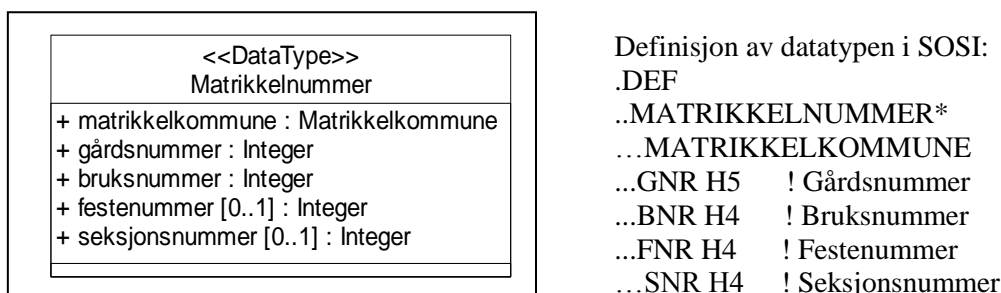 <<DataType>>
Matrikkelnummer
+ matrikkelkommune : Matrikkelkommune
+ gårdsnummer : Integer
+ bruksnummer : Integer
+ festenummer [0..1] : Integer
+ seksjonsnummer [0..1] : Integer
Definisjon av datatypen i SOSI:
.DEF
..MATRIKKELNUMMER*
…MATRIKKELKOMMUNE
...GNR H5 ! Gårdsnummer
...BNR H4 ! Bruksnummer
...FNR H4 ! Festenummer
…SNR H4 ! Seksjonsnummer